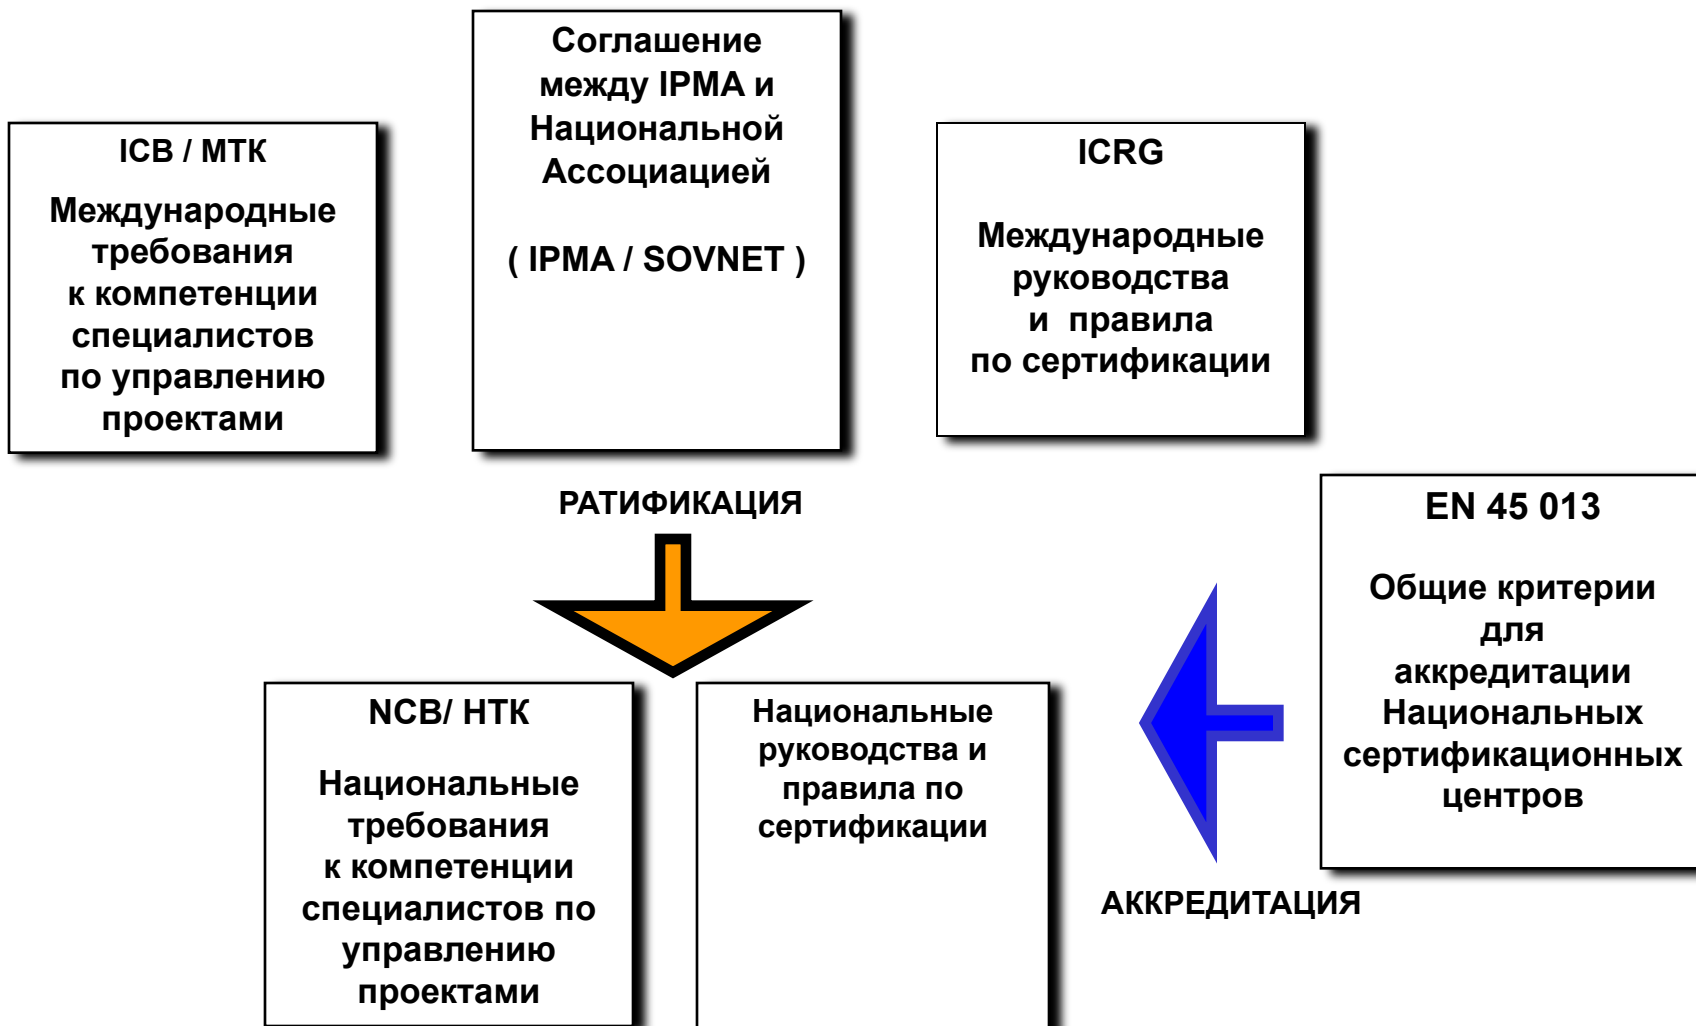 ICB / МТК
Международные
требования
к компетенции
специалистов
по управлению
проектами
Соглашение
между IPMA и
Национальной
Ассоциацией
( IPMA / SOVNET )
ICRG
Международные
руководства
и правила
по сертификации
РАТИФИКАЦИЯ
EN 45 013
Общие критерии
для
аккредитации
Национальных
сертификационных
центров
NCB/ НТК
Национальные
требования
к компетенции
специалистов по
управлению
проектами
Национальные
руководства и
правила по
сертификации
АККРЕДИТАЦИЯ